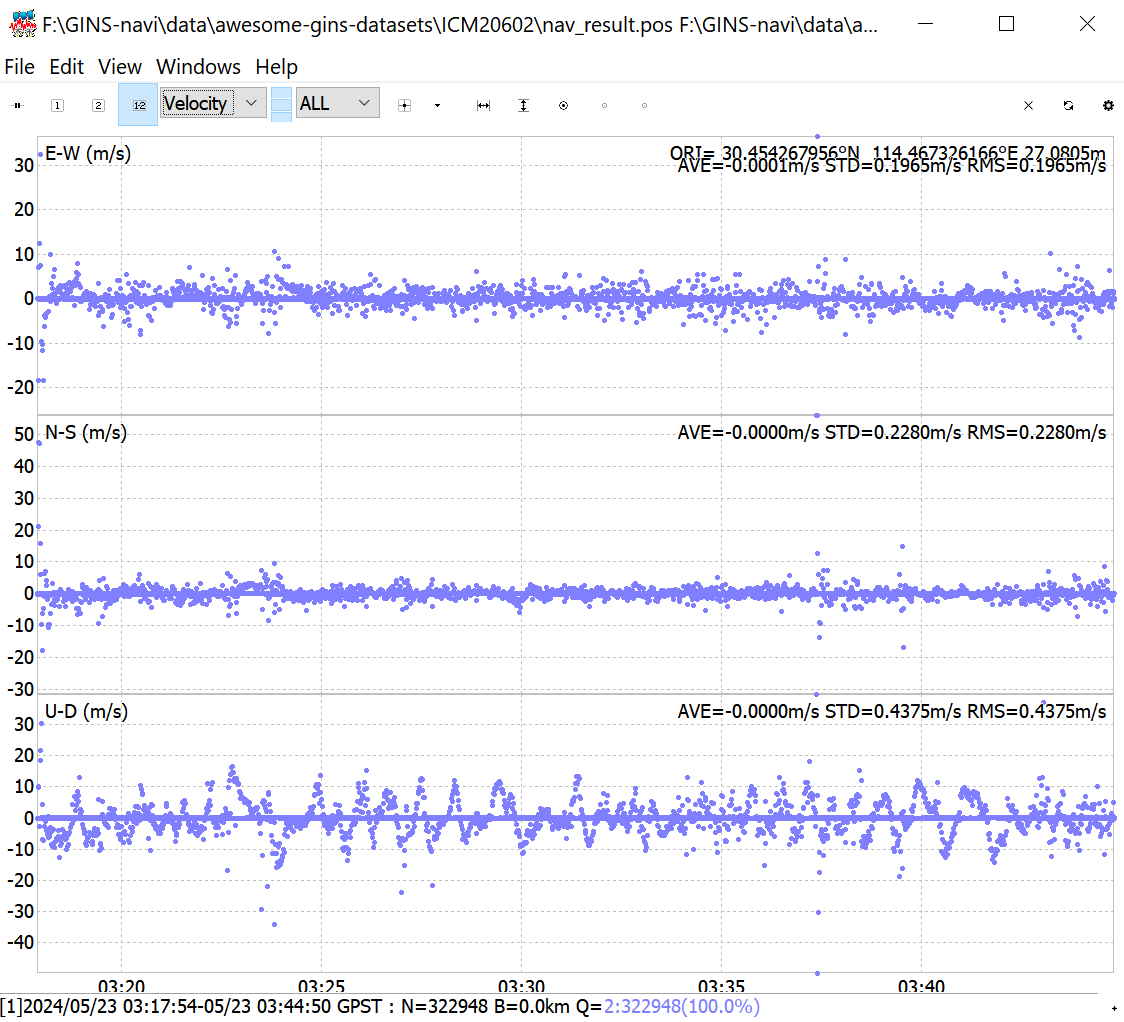 F:\GINS-navi\data\awesome-gins-datasets\ICM20602\nav_result.pos F:\GINS-navi\data\a...
File Edit View Windows Help
1 2 1-2 Velocity ALL
E-W (m/s)
ORI= 30.454267956°N 114.467326166°E 27.0805m
AVE=-0.0001m/s STD=0.1965m/s RMS=0.1965m/s
30
20
10
0
-10
-20
N-S (m/s)
AVE=-0.0000m/s STD=0.2280m/s RMS=0.2280m/s
50
40
30
20
10
0
-10
-20
-30
U-D (m/s)
AVE=-0.0000m/s STD=0.4375m/s RMS=0.4375m/s
30
20
10
0
-10
-20
-30
-40
03:20 03:25 03:30 03:35 03:40
[1]2024/05/23 03:17:54-05/23 03:44:50 GPST : N=322948 B=0.0km Q=2:322948(100.0%)